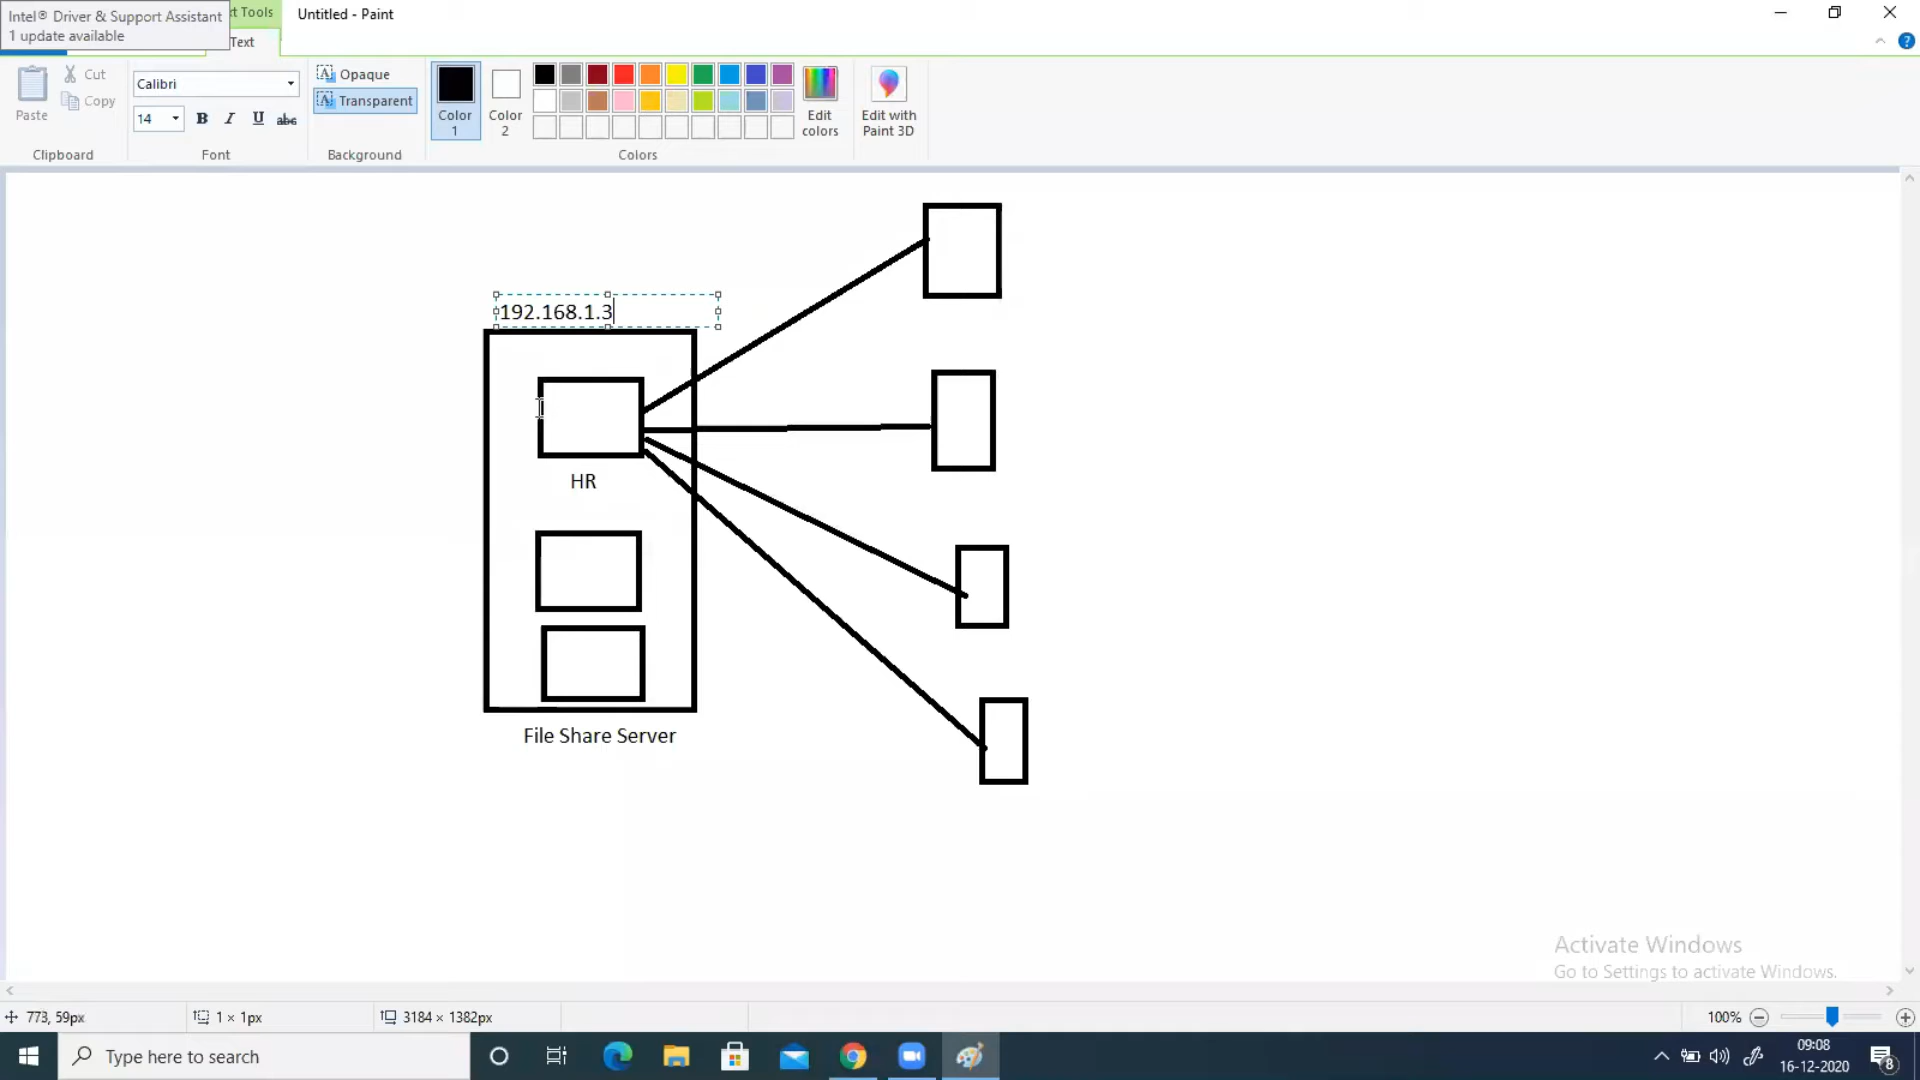 Intel® Driver & Support Assistant
1 update available
t Tools
Untitled - Paint
Text
?
Paste
Cut
Copy
Clipboard
Calibri
14
B I U abc
Font
Opaque
Transparent
Background
Color
1
Color
2
Edit
colors
Colors
Edit with
Paint 3D
192.168.1.3
HR
File Share Server
Activate Windows
Go to Settings to activate Windows.
773, 59px
1 × 1px
3184 × 1382px
100%
Type here to search
09:08
16-12-2020
8